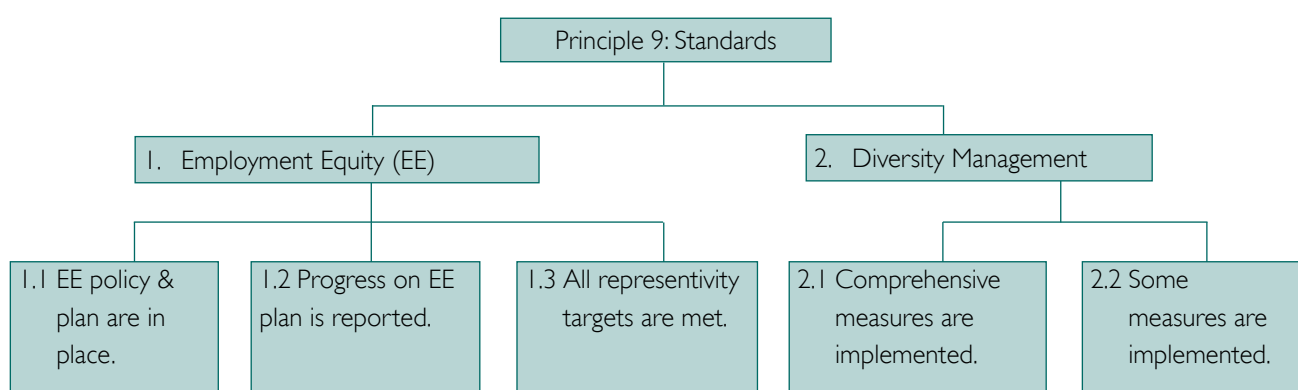 Principle 9: Standards
1. Employment Equity (EE)
2. Diversity Management
1.1 EE policy &
plan are in
place.
1.2 Progress on EE
plan is reported.
1.3 All representivity
targets are met.
2.1 Comprehensive
measures are
implemented.
2.2 Some
measures are
implemented.